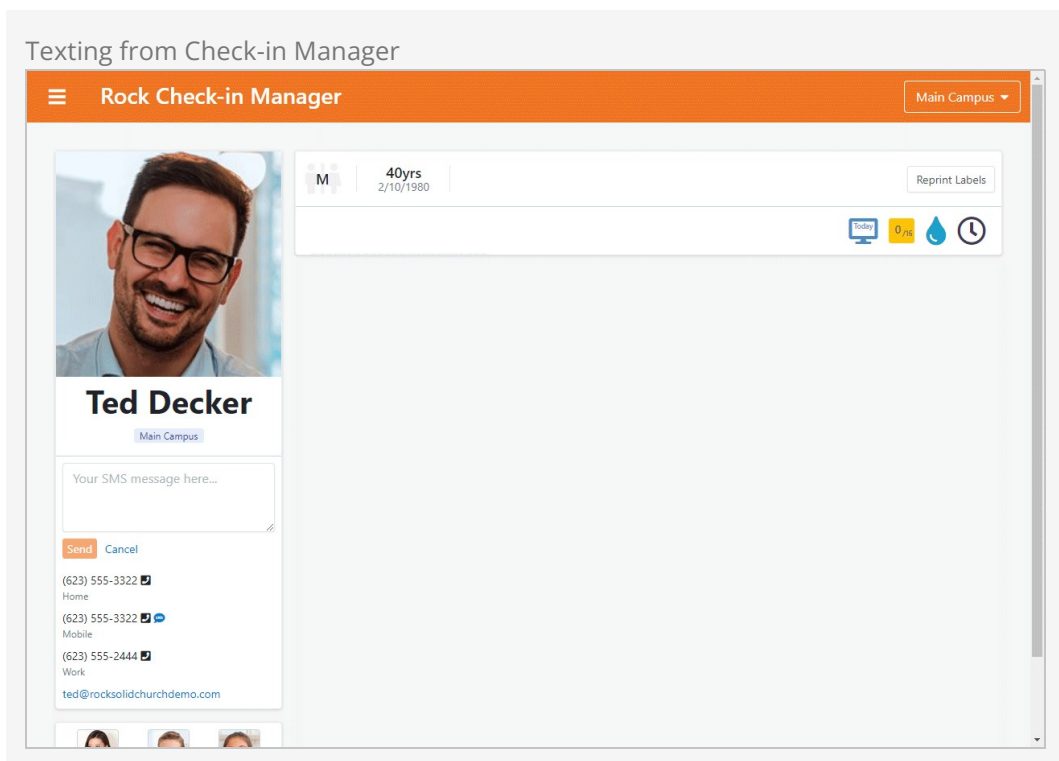 Texting from Check-in Manager
Rock Check-in Manager
Main Campus
M
40yrs
2/10/1980
Reprint Labels
Today
0/16
Ted Decker
Main Campus
Your SMS message here...
Send Cancel
(623) 555-3322
Home
(623) 555-3322
Mobile
(623) 555-2444
Work
ted@rocksolidchurchdemo.com